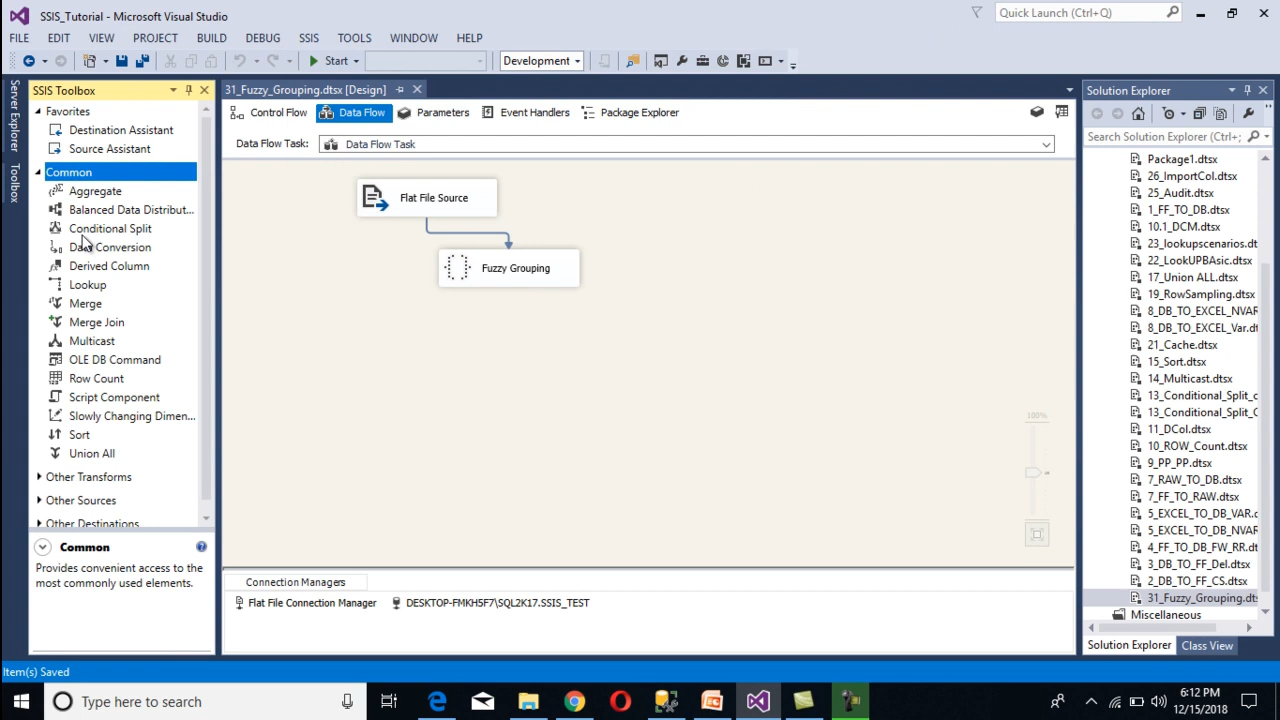 SSIS_Tutorial - Microsoft Visual Studio
Quick Launch (Ctrl+Q)
FILE EDIT VIEW PROJECT BUILD DEBUG SSIS TOOLS WINDOW HELP
Start
Development
Server Explorer
Toolbox
SSIS Toolbox
Favorites
Destination Assistant
Source Assistant
Common
Aggregate
Balanced Data Distribut...
Conditional Split
Data Conversion
Derived Column
Lookup
Merge
Merge Join
Multicast
OLE DB Command
Row Count
Script Component
Slowly Changing Dimen...
Sort
Union All
Other Transforms
Other Sources
Other Destinations
Common
Provides convenient access to the
most commonly used elements.
31_Fuzzy_Grouping.dtsx [Design]
Control Flow Data Flow Parameters Event Handlers Package Explorer
Data Flow Task: Data Flow Task
Flat File Source
Fuzzy Grouping
100%
Connection Managers
Flat File Connection Manager DESKTOP-FMKH5F7\SQL2K17.SSIS_TEST
Solution Explorer
Search Solution Explorer (Ctrl+;
Package1.dtsx
26_ImportCol.dtsx
25_Audit.dtsx
1_FF_TO_DB.dtsx
10.1_DCM.dtsx
23_lookupscenarios.dt
22_LookUPBAsic.dtsx
17_Union ALL.dtsx
19_RowSampling.dtsx
8_DB_TO_EXCEL_NVAR
8_DB_TO_EXCEL_Var.dt
21_Cache.dtsx
15_Sort.dtsx
14_Multicast.dtsx
13_Conditional_Split_c
13_Conditional_Split_C
11_DCol.dtsx
10_ROW_Count.dtsx
9_PP_PP.dtsx
7_RAW_TO_DB.dtsx
7_FF_TO_RAW.dtsx
5_EXCEL_TO_DB_VAR.
5_EXCEL_TO_DB_NVAR
4_FF_TO_DB_FW_RR.dt
3_DB_TO_FF_Del.dtsx
2_DB_TO_FF_CS.dtsx
31_Fuzzy_Grouping.dts
Miscellaneous
Solution Explorer Class View
Item(s) Saved
Type here to search
6:12 PM
12/15/2018